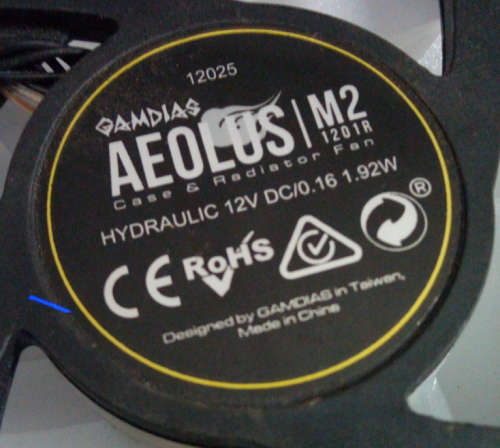 12025
GAMDIAS
AEOLUS | M2
1201R
Case & Radiator Fan
HYDRAULIC 12V DC/0.16 1.92W
CE RoHS ®
Designed by GAMDIAS in Taiwan,
Made in China